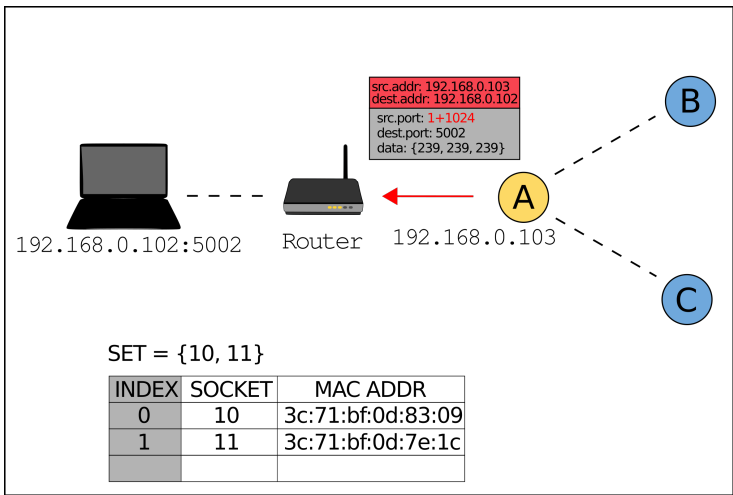 src.addr: 192.168.0.103
dest.addr: 192.168.0.102
src.port: 1+1024
dest.port: 5002
data: {239, 239, 239}
B
A
192.168.0.102:5002
Router
192.168.0.103
C
SET = {10, 11}
INDEX SOCKET MAC ADDR
0 10 3c:71:bf:0d:83:09
1 11 3c:71:bf:0d:7e:1c